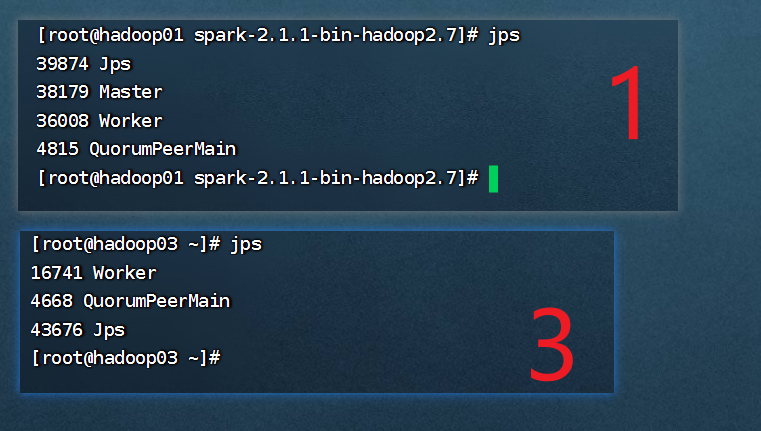 [root@hadoop01 spark-2.1.1-bin-hadoop2.7]# jps
39874 Jps
38179 Master
36008 Worker
4815 QuorumPeerMain
[root@hadoop01 spark-2.1.1-bin-hadoop2.7]#
1
[root@hadoop03 ~]# jps
16741 Worker
4668 QuorumPeerMain
43676 Jps
[root@hadoop03 ~]#
3